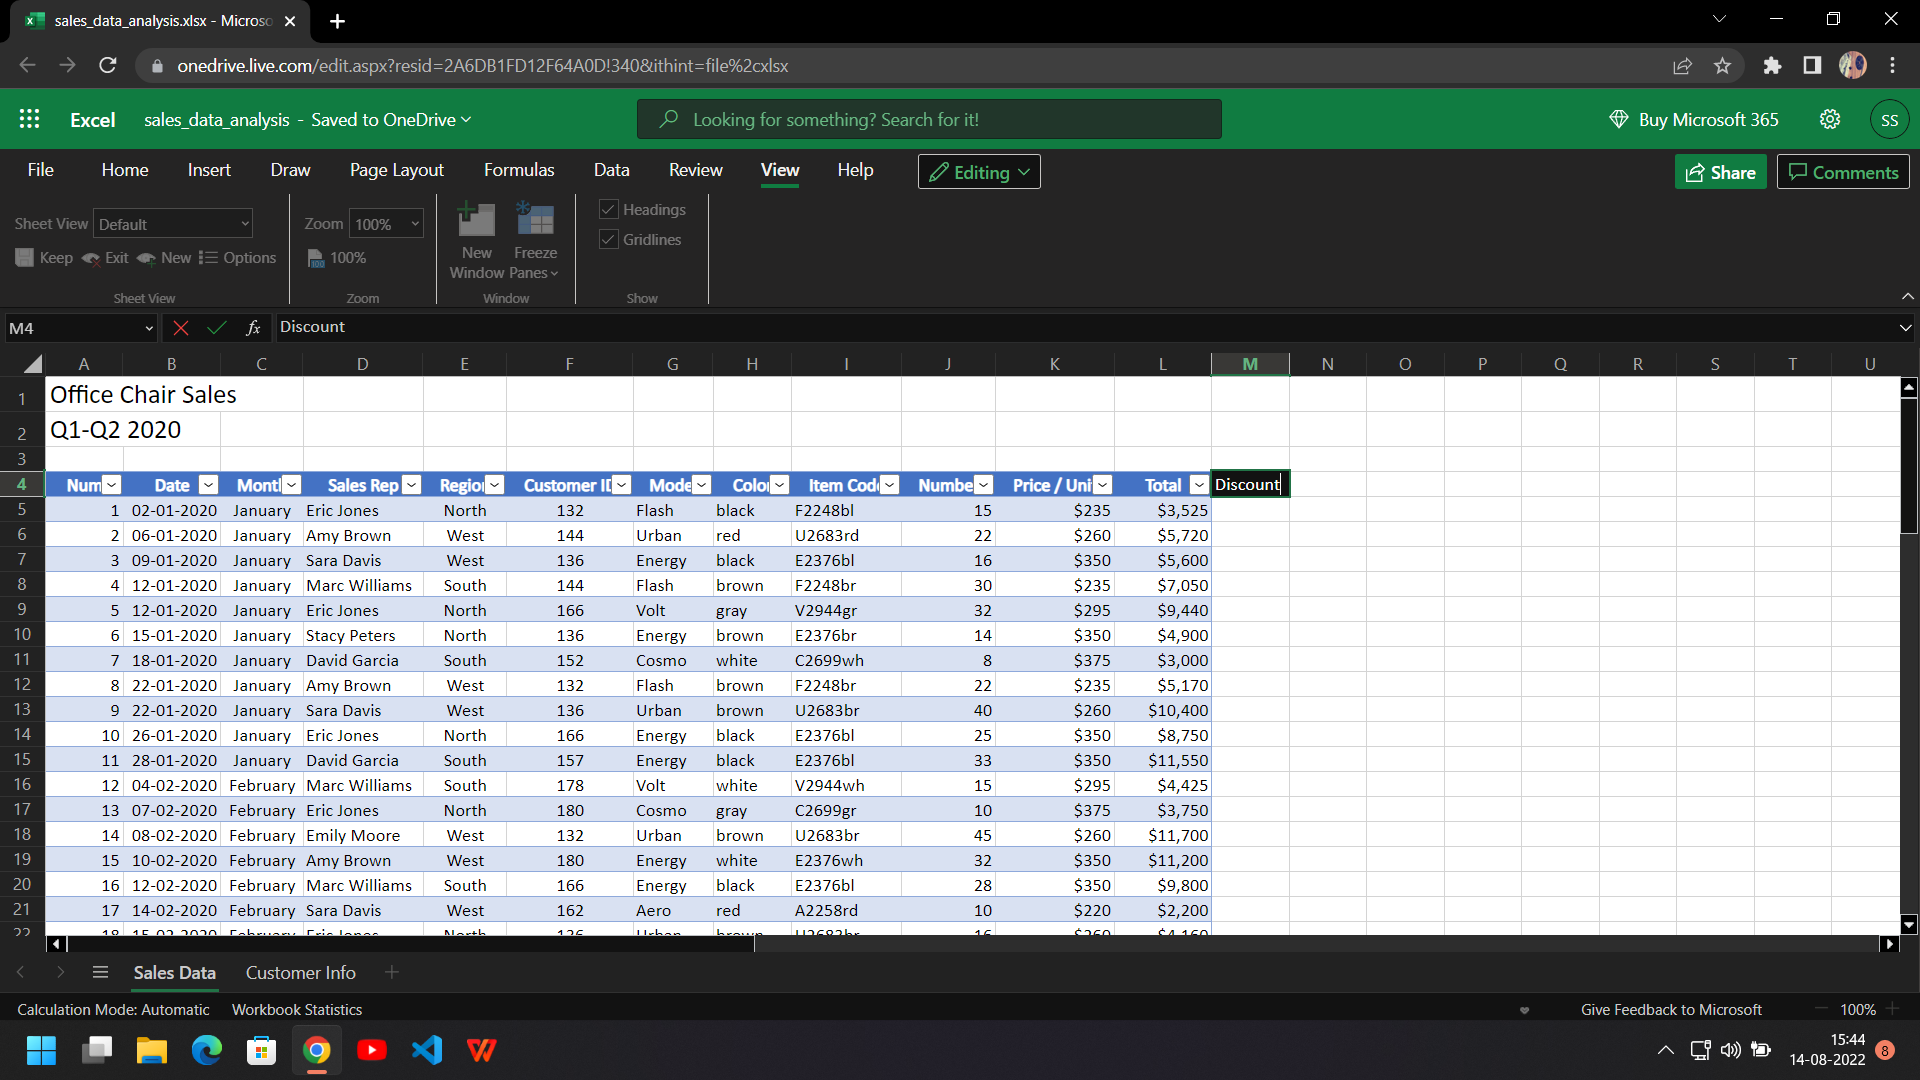 sales_data_analysis.xlsx - Microso
onedrive.live.com/edit.aspx?resid=2A6DB1FD12F64A0D!340&ithint=file%2cxlsx
Excel sales_data_analysis - Saved to OneDrive Looking for something? Search for it! Buy Microsoft 365 SS
File Home Insert Draw Page Layout Formulas Data Review View Help Editing Share Comments
Sheet View Default Zoom 100% New Window Freeze Panes Headings
Gridlines
Keep Exit New Options 100%
Sheet View Zoom Window Show
M4 fx Discount
A B C D E F G H I J K L M N O P Q R S T U
1 Office Chair Sales
2 Q1-Q2 2020
3
4 Num Date Mont Sales Rep Regio Customer I Mode Colo Item Cod Numbe Price / Uni Total Discount
5 1 02-01-2020 January Eric Jones North 132 Flash black F2248bl 15 $235 $3,525
6 2 06-01-2020 January Amy Brown West 144 Urban red U2683rd 22 $260 $5,720
7 3 09-01-2020 January Sara Davis West 136 Energy black E2376bl 16 $350 $5,600
8 4 12-01-2020 January Marc Williams South 144 Flash brown F2248br 30 $235 $7,050
9 5 12-01-2020 January Eric Jones North 166 Volt gray V2944gr 32 $295 $9,440
10 6 15-01-2020 January Stacy Peters North 136 Energy brown E2376br 14 $350 $4,900
11 7 18-01-2020 January David Garcia South 152 Cosmo white C2699wh 8 $375 $3,000
12 8 22-01-2020 January Amy Brown West 132 Flash brown F2248br 22 $235 $5,170
13 9 22-01-2020 January Sara Davis West 136 Urban brown U2683br 40 $260 $10,400
14 10 26-01-2020 January Eric Jones North 166 Energy black E2376bl 25 $350 $8,750
15 11 28-01-2020 January David Garcia South 157 Energy black E2376bl 33 $350 $11,550
16 12 04-02-2020 February Marc Williams South 178 Volt white V2944wh 15 $295 $4,425
17 13 07-02-2020 February Eric Jones North 180 Cosmo gray C2699gr 10 $375 $3,750
18 14 08-02-2020 February Emily Moore West 132 Urban brown U2683br 45 $260 $11,700
19 15 10-02-2020 February Amy Brown West 180 Energy white E2376wh 32 $350 $11,200
20 16 12-02-2020 February Marc Williams South 166 Energy black E2376bl 28 $350 $9,800
21 17 14-02-2020 February Sara Davis West 162 Aero red A2258rd 10 $220 $2,200
22 18 15-02-2020 February Eric Jones North 136 Urban brown U2683br 16 $260 $4,160
Sales Data Customer Info
Calculation Mode: Automatic Workbook Statistics Give Feedback to Microsoft 100%
15:44
14-08-2022 8